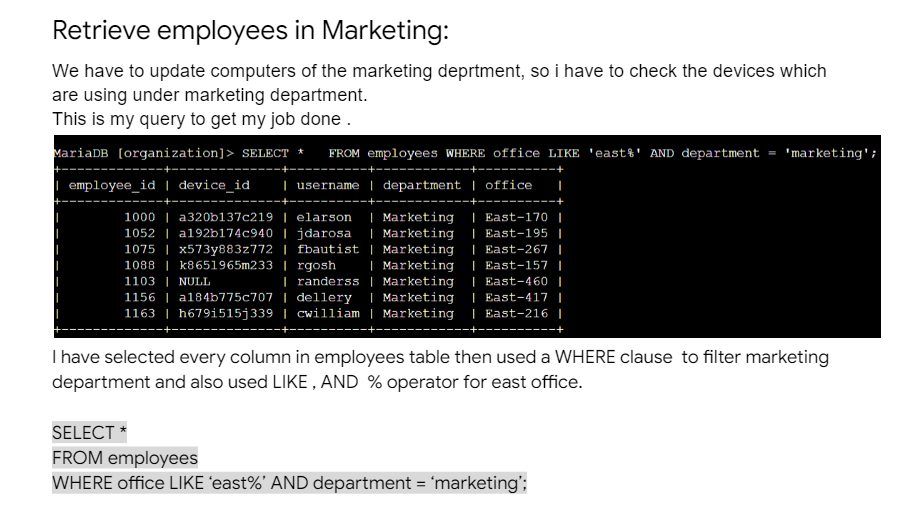 Retrieve employees in Marketing:
We have to update computers of the marketing deprtment, so i have to check the devices which
are using under marketing department.
This is my query to get my job done .
MariaDB [organization]> SELECT *   FROM employees WHERE office LIKE 'east%' AND department = 'marketing';
+-------------+--------------+----------+------------+----------+
| employee_id | device_id    | username | department | office   |
+-------------+--------------+----------+------------+----------+
|        1000 | a320b137c219 | elarson  | Marketing  | East-170 |
|        1052 | a192b174c940 | jdarosa  | Marketing  | East-195 |
|        1075 | x573y883z772 | fbautist | Marketing  | East-267 |
|        1088 | k8651965m233 | rgosh    | Marketing  | East-157 |
|        1103 | NULL         | randerss | Marketing  | East-460 |
|        1156 | a184b775c707 | dellery  | Marketing  | East-417 |
|        1163 | h679i515j339 | cwilliam | Marketing  | East-216 |
+-------------+--------------+----------+------------+----------+
I have selected every column in employees table then used a WHERE clause  to filter marketing
department and also used LIKE , AND  % operator for east office.
SELECT *
FROM employees
WHERE office LIKE ‘east%’ AND department = ‘marketing’;